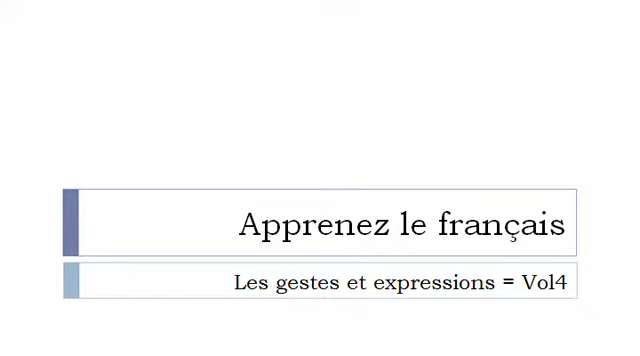 Apprenez le français
Les gestes et expressions = Vol4